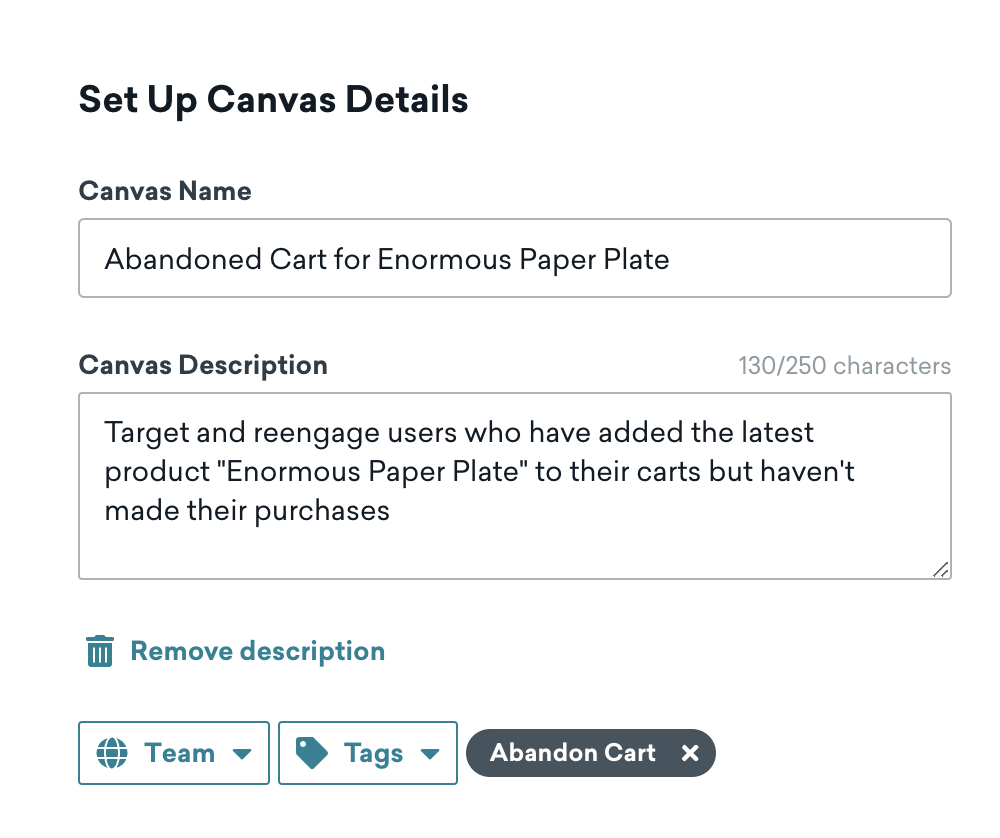 Set Up Canvas Details
Canvas Name
Abandoned Cart for Enormous Paper Plate
Canvas Description 130/250 characters
Target and reengage users who have added the latest
product "Enormous Paper Plate" to their carts but haven't
made their purchases
Remove description
Team Tags Abandon Cart